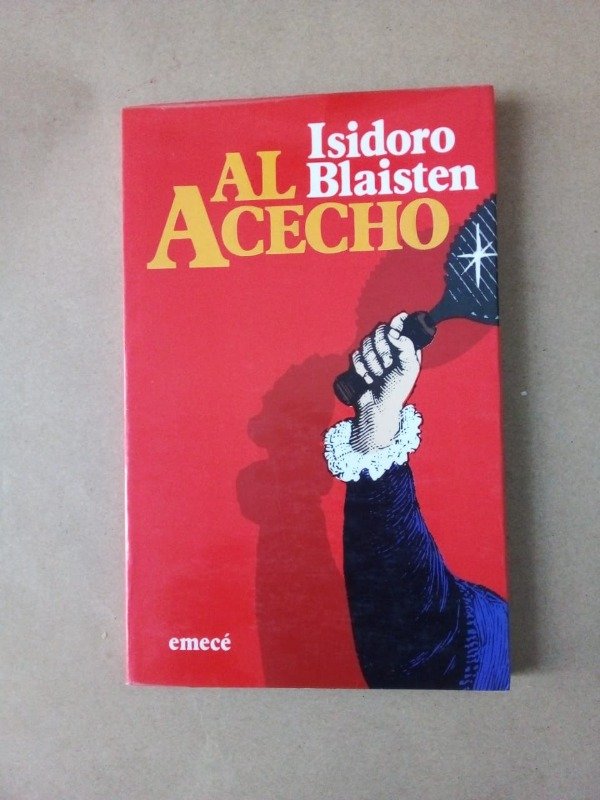 Isidoro
Blaisten
AL
ACECHO
emecé